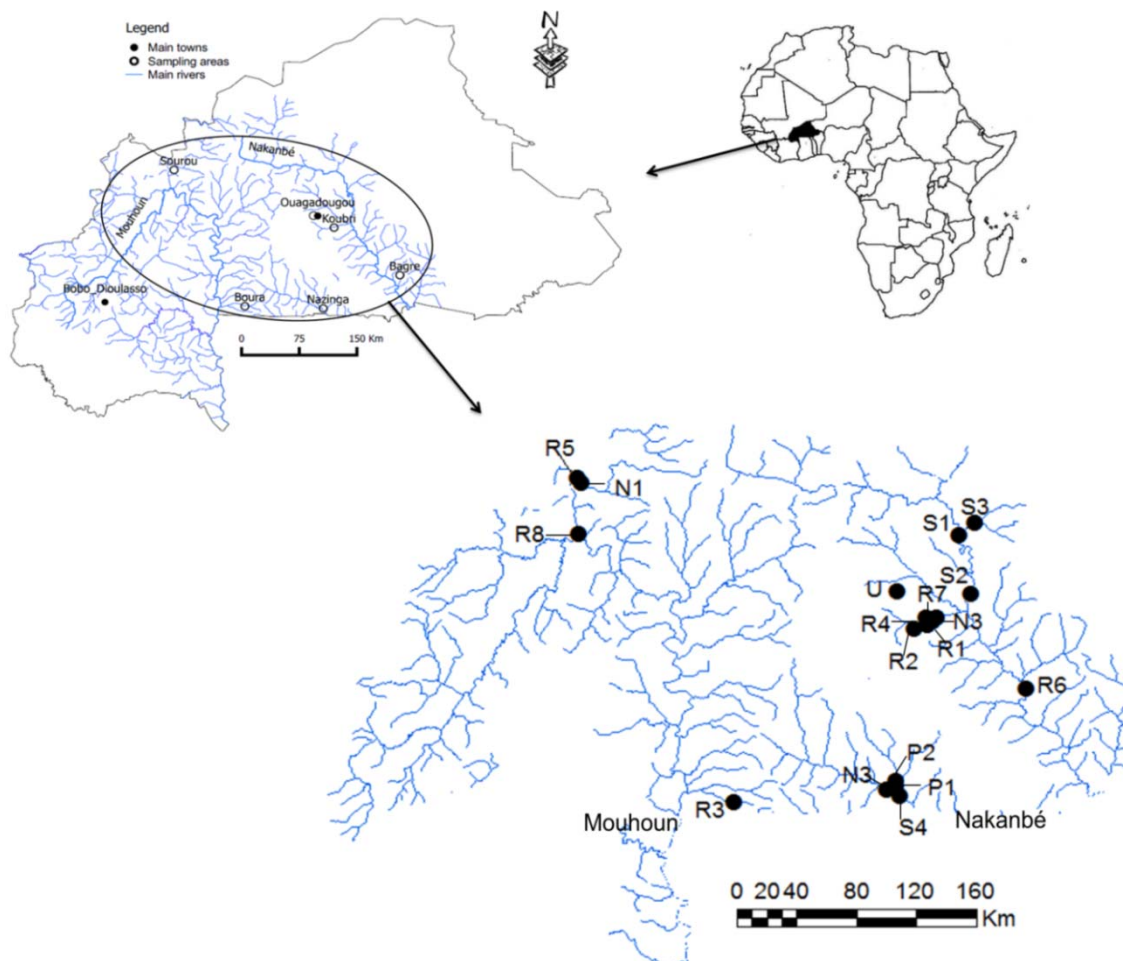 Legend
Main towns
Sampling areas
Main rivers
N
Nakanbé
Sourou
Mouhoun
Ouagadougou
Koubri
Bagre
Bobo_Dioulasso
Boura
Nazinga
0 75 150 Km
R5
N1
R8
S3
S1
S2
U
R7
R4
N3
R2
R1
R6
P2
N3
P1
R3
S4
Mouhoun
Nakanbé
0 20 40 80 120 160
Km